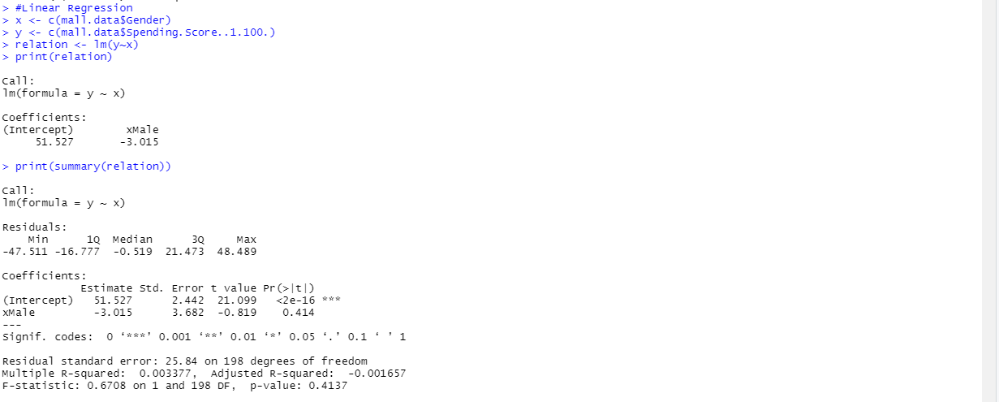 > #Linear Regression
> x <- c(mall.data$Gender)
> y <- c(mall.data$Spending.Score..1.100.)
> relation <- lm(y~x)
> print(relation)
Call:
lm(formula = y ~ x)
Coefficients:
(Intercept)        xMale
     51.527       -3.015
> print(summary(relation))
Call:
lm(formula = y ~ x)
Residuals:
    Min      1Q  Median      3Q     Max
-47.511 -16.777  -0.519  21.473  48.489
Coefficients:
            Estimate Std. Error t value Pr(>|t|)
(Intercept)   51.527      2.442  21.099   <2e-16 ***
xMale         -3.015      3.682  -0.819    0.414
---
Signif. codes:  0 ‘***’ 0.001 ‘**’ 0.01 ‘*’ 0.05 ‘.’ 0.1 ‘ ’ 1
Residual standard error: 25.84 on 198 degrees of freedom
Multiple R-squared:  0.003377,  Adjusted R-squared:  -0.001657
F-statistic: 0.6708 on 1 and 198 DF,  p-value: 0.4137